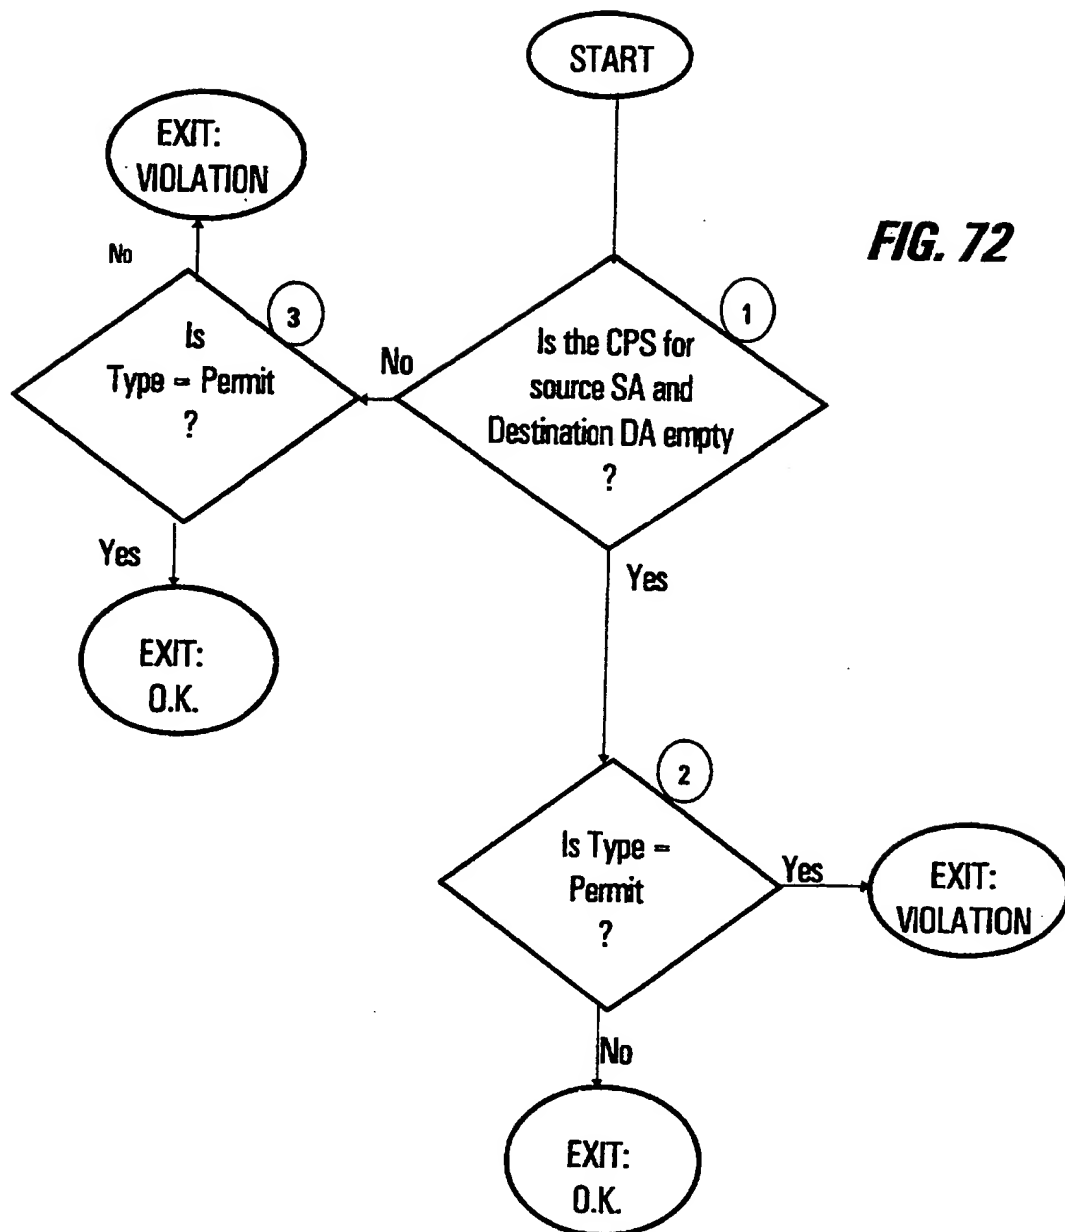 START
EXIT:
VIOLATION
FIG. 72
No
3
1
Is
Type = Permit
?
No
Is the CPS for
source SA and
Destination DA empty
?
Yes
Yes
EXIT:
O.K.
2
Is Type =
Permit
?
Yes
EXIT:
VIOLATION
No
EXIT:
O.K.